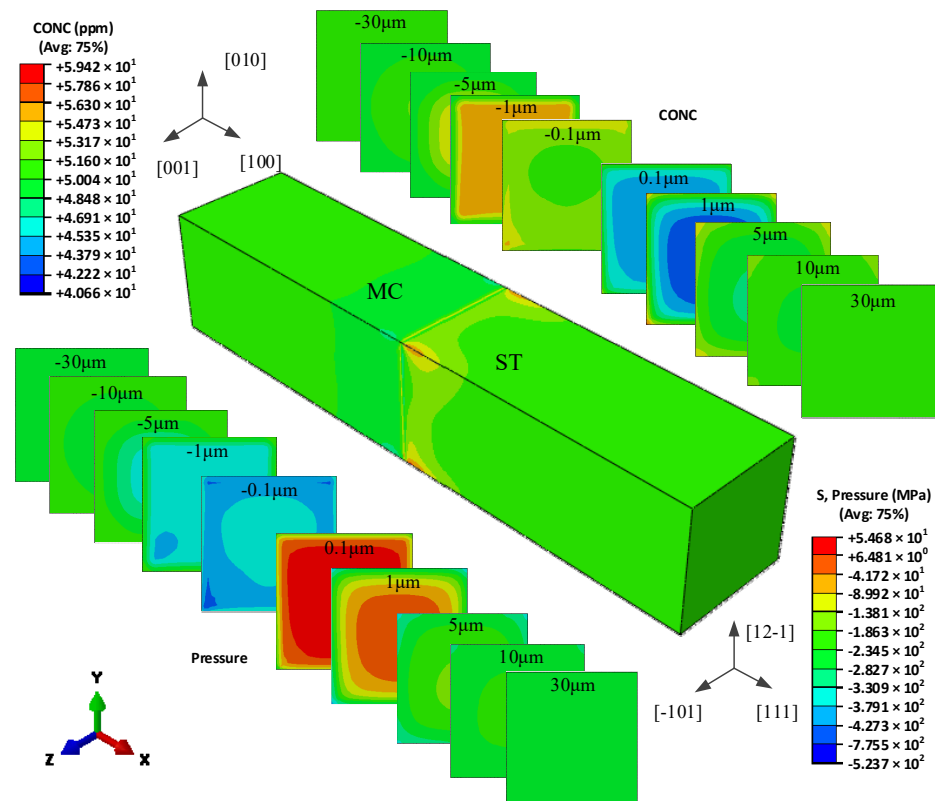 CONC (ppm)
(Avg: 75%)
+5.942 × 10¹
+5.786 × 10¹
+5.630 × 10¹
+5.473 × 10¹
+5.317 × 10¹
+5.160 × 10¹
+5.004 × 10¹
+4.848 × 10¹
+4.691 × 10¹
+4.535 × 10¹
+4.379 × 10¹
+4.222 × 10¹
+4.066 × 10¹
[010]
[001]
[100]
-30μm
-10μm
-5μm
-1μm
-0.1μm
CONC
0.1μm
1μm
5μm
10μm
30μm
MC
ST
-30μm
-10μm
-5μm
-1μm
-0.1μm
0.1μm
1μm
5μm
10μm
30μm
Pressure
S, Pressure (MPa)
(Avg: 75%)
+5.468 × 10¹
+6.481 × 10⁰
-4.172 × 10¹
-8.992 × 10¹
-1.381 × 10²
-1.863 × 10²
-2.345 × 10²
-2.827 × 10²
-3.309 × 10²
-3.791 × 10²
-4.273 × 10²
-7.755 × 10²
-5.237 × 10²
[12-1]
[-101]
[111]
Y
Z
X